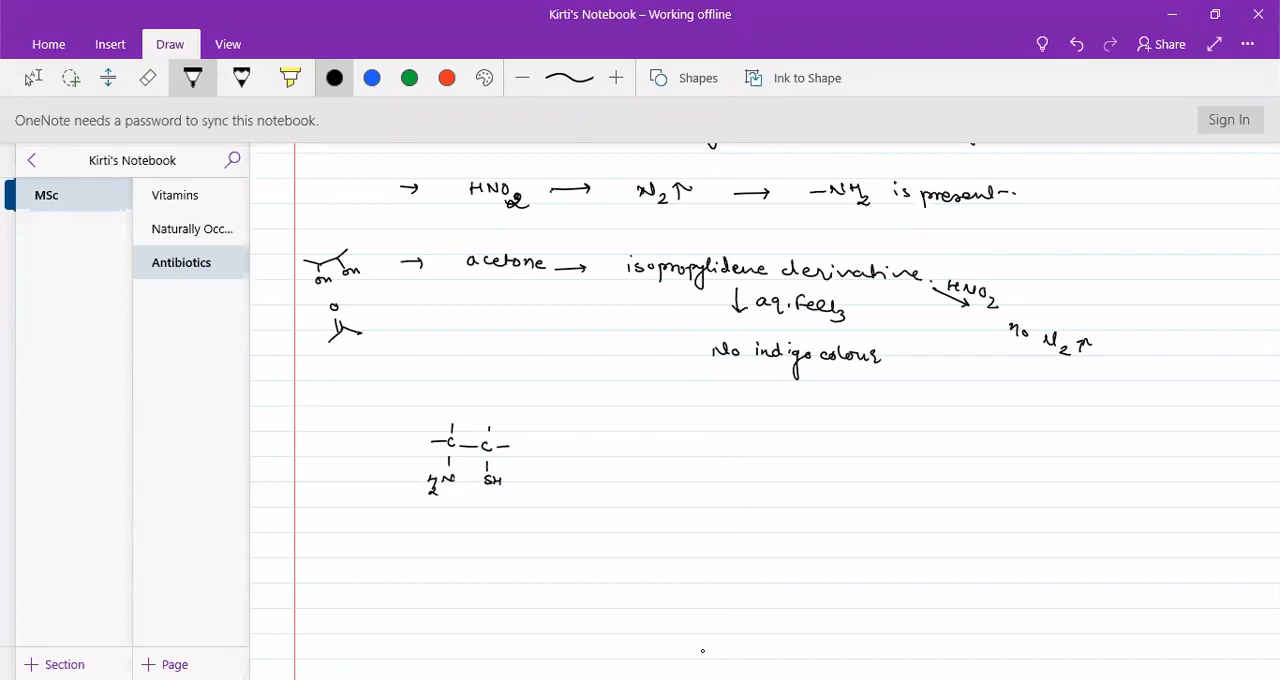 Kirti's Notebook – Working offline
Home Insert Draw View
Share
Shapes Ink to Shape
OneNote needs a password to sync this notebook.
Sign In
Kirti's Notebook
MSc
Vitamins
Naturally Occ...
Antibiotics
→ HNO2 → N2↑ → –NH2 is present.
OH OH
→ acetone → isopropylidene derivative.
HNO2
O
↓ aq. FeCl3
no N2↑
No indigo colour
–C–C–
H2N SH
+ Section + Page